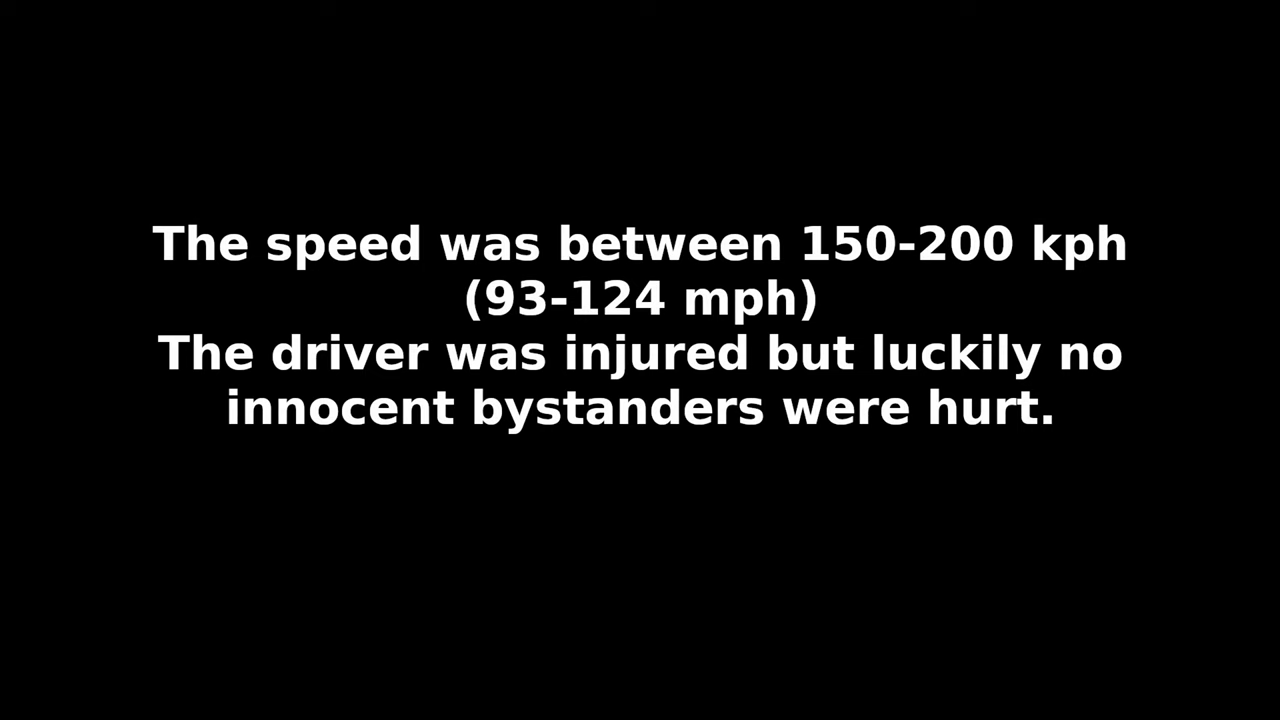 The speed was between 150-200 kph
(93-124 mph)
The driver was injured but luckily no
innocent bystanders were hurt.